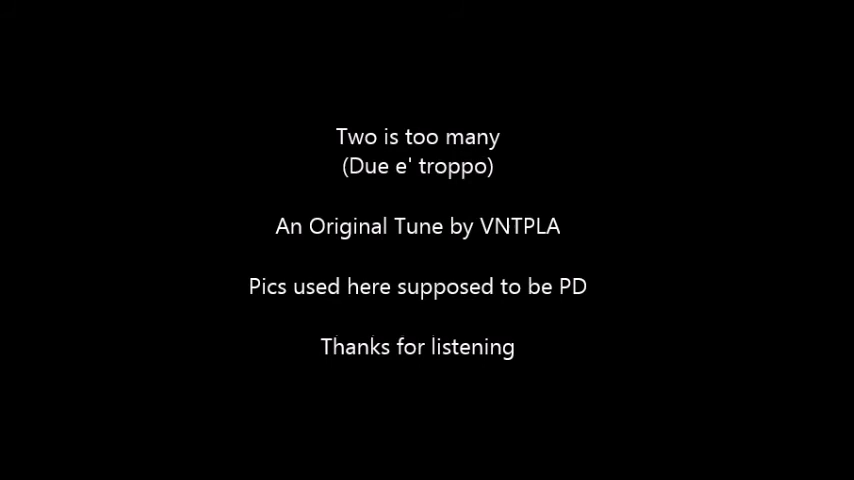 Two is too many
(Due e' troppo)
An Original Tune by VNTPLA
Pics used here supposed to be PD
Thanks for listening